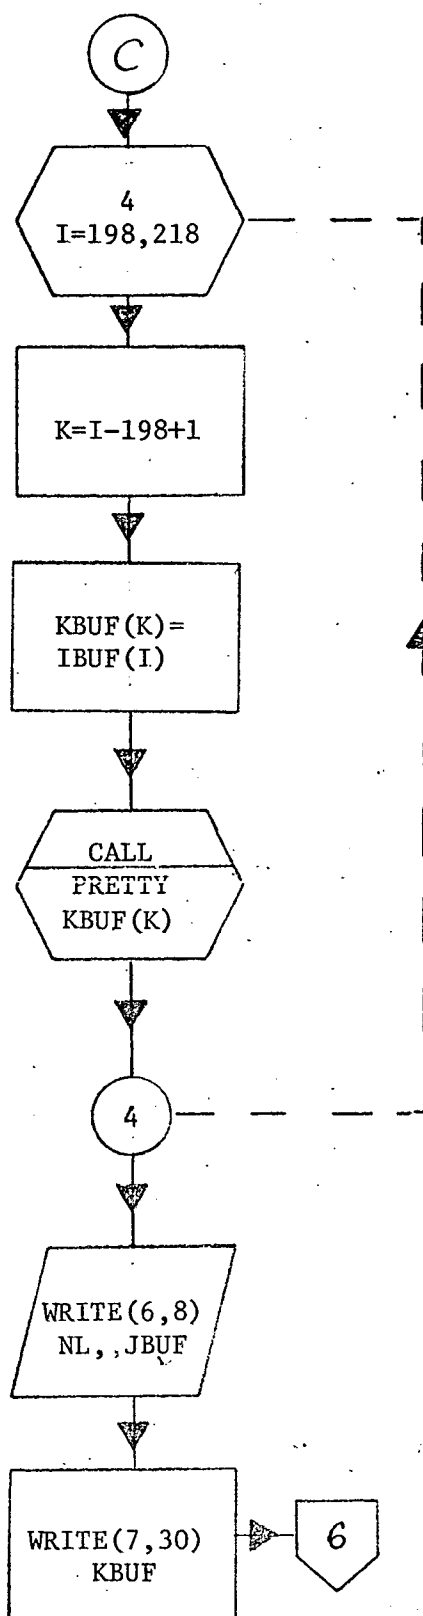 C
4
I=198,218
K=I-198+1
KBUF(K)=
IBUF(I)
CALL
PRETTY
KBUF(K)
4
WRITE(6,8)
NL, JBUF
WRITE(7,30)
KBUF
6